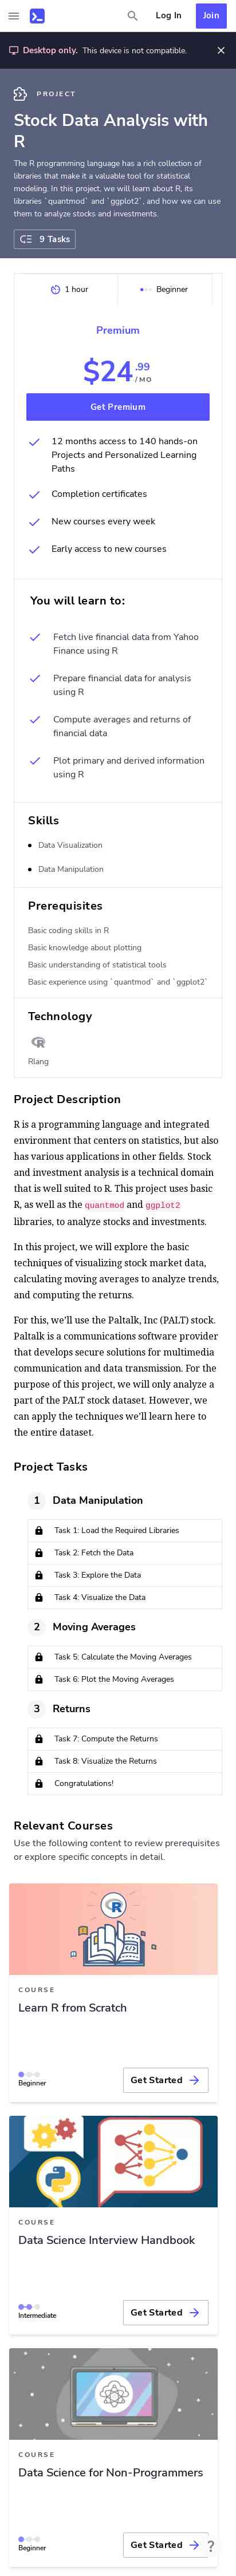 Log In
Join
Desktop only. This device is not compatible.
PROJECT
Stock Data Analysis with
R
The R programming language has a rich collection of
libraries that make it a valuable tool for statistical
modeling. In this project, we will learn about R, its
libraries `quantmod` and `ggplot2`, and how we can use
them to analyze stocks and investments.
9 Tasks
1 hour
Beginner
Premium
$24.99
/MO
Get Premium
12 months access to 140 hands-on
Projects and Personalized Learning
Paths
Completion certificates
New courses every week
Early access to new courses
You will learn to:
Fetch live financial data from Yahoo
Finance using R
Prepare financial data for analysis
using R
Compute averages and returns of
financial data
Plot primary and derived information
using R
Skills
Data Visualization
Data Manipulation
Prerequisites
Basic coding skills in R
Basic knowledge about plotting
Basic understanding of statistical tools
Basic experience using `quantmod` and `ggplot2`
Technology
R
Rlang
Project Description
R is a programming language and integrated
environment that centers on statistics, but also
has various applications in other fields. Stock
and investment analysis is a technical domain
that is well suited to R. This project uses basic
R, as well as the quantmod and ggplot2
libraries, to analyze stocks and investments.
In this project, we will explore the basic
techniques of visualizing stock market data,
calculating moving averages to analyze trends,
and computing the returns.
For this, we'll use the Paltalk, Inc (PALT) stock.
Paltalk is a communications software provider
that develops secure solutions for multimedia
communication and data transmission. For the
purpose of this project, we will only analyze a
part of the PALT stock dataset. However, we
can apply the techniques we'll learn here to
the entire dataset.
Project Tasks
1 Data Manipulation
Task 1: Load the Required Libraries
Task 2: Fetch the Data
Task 3: Explore the Data
Task 4: Visualize the Data
2 Moving Averages
Task 5: Calculate the Moving Averages
Task 6: Plot the Moving Averages
3 Returns
Task 7: Compute the Returns
Task 8: Visualize the Returns
Congratulations!
Relevant Courses
Use the following content to review prerequisites
or explore specific concepts in detail.
R
COURSE
Learn R from Scratch
Beginner
Get Started
COURSE
Data Science Interview Handbook
Intermediate
Get Started
COURSE
Data Science for Non-Programmers
Beginner
Get Started
?